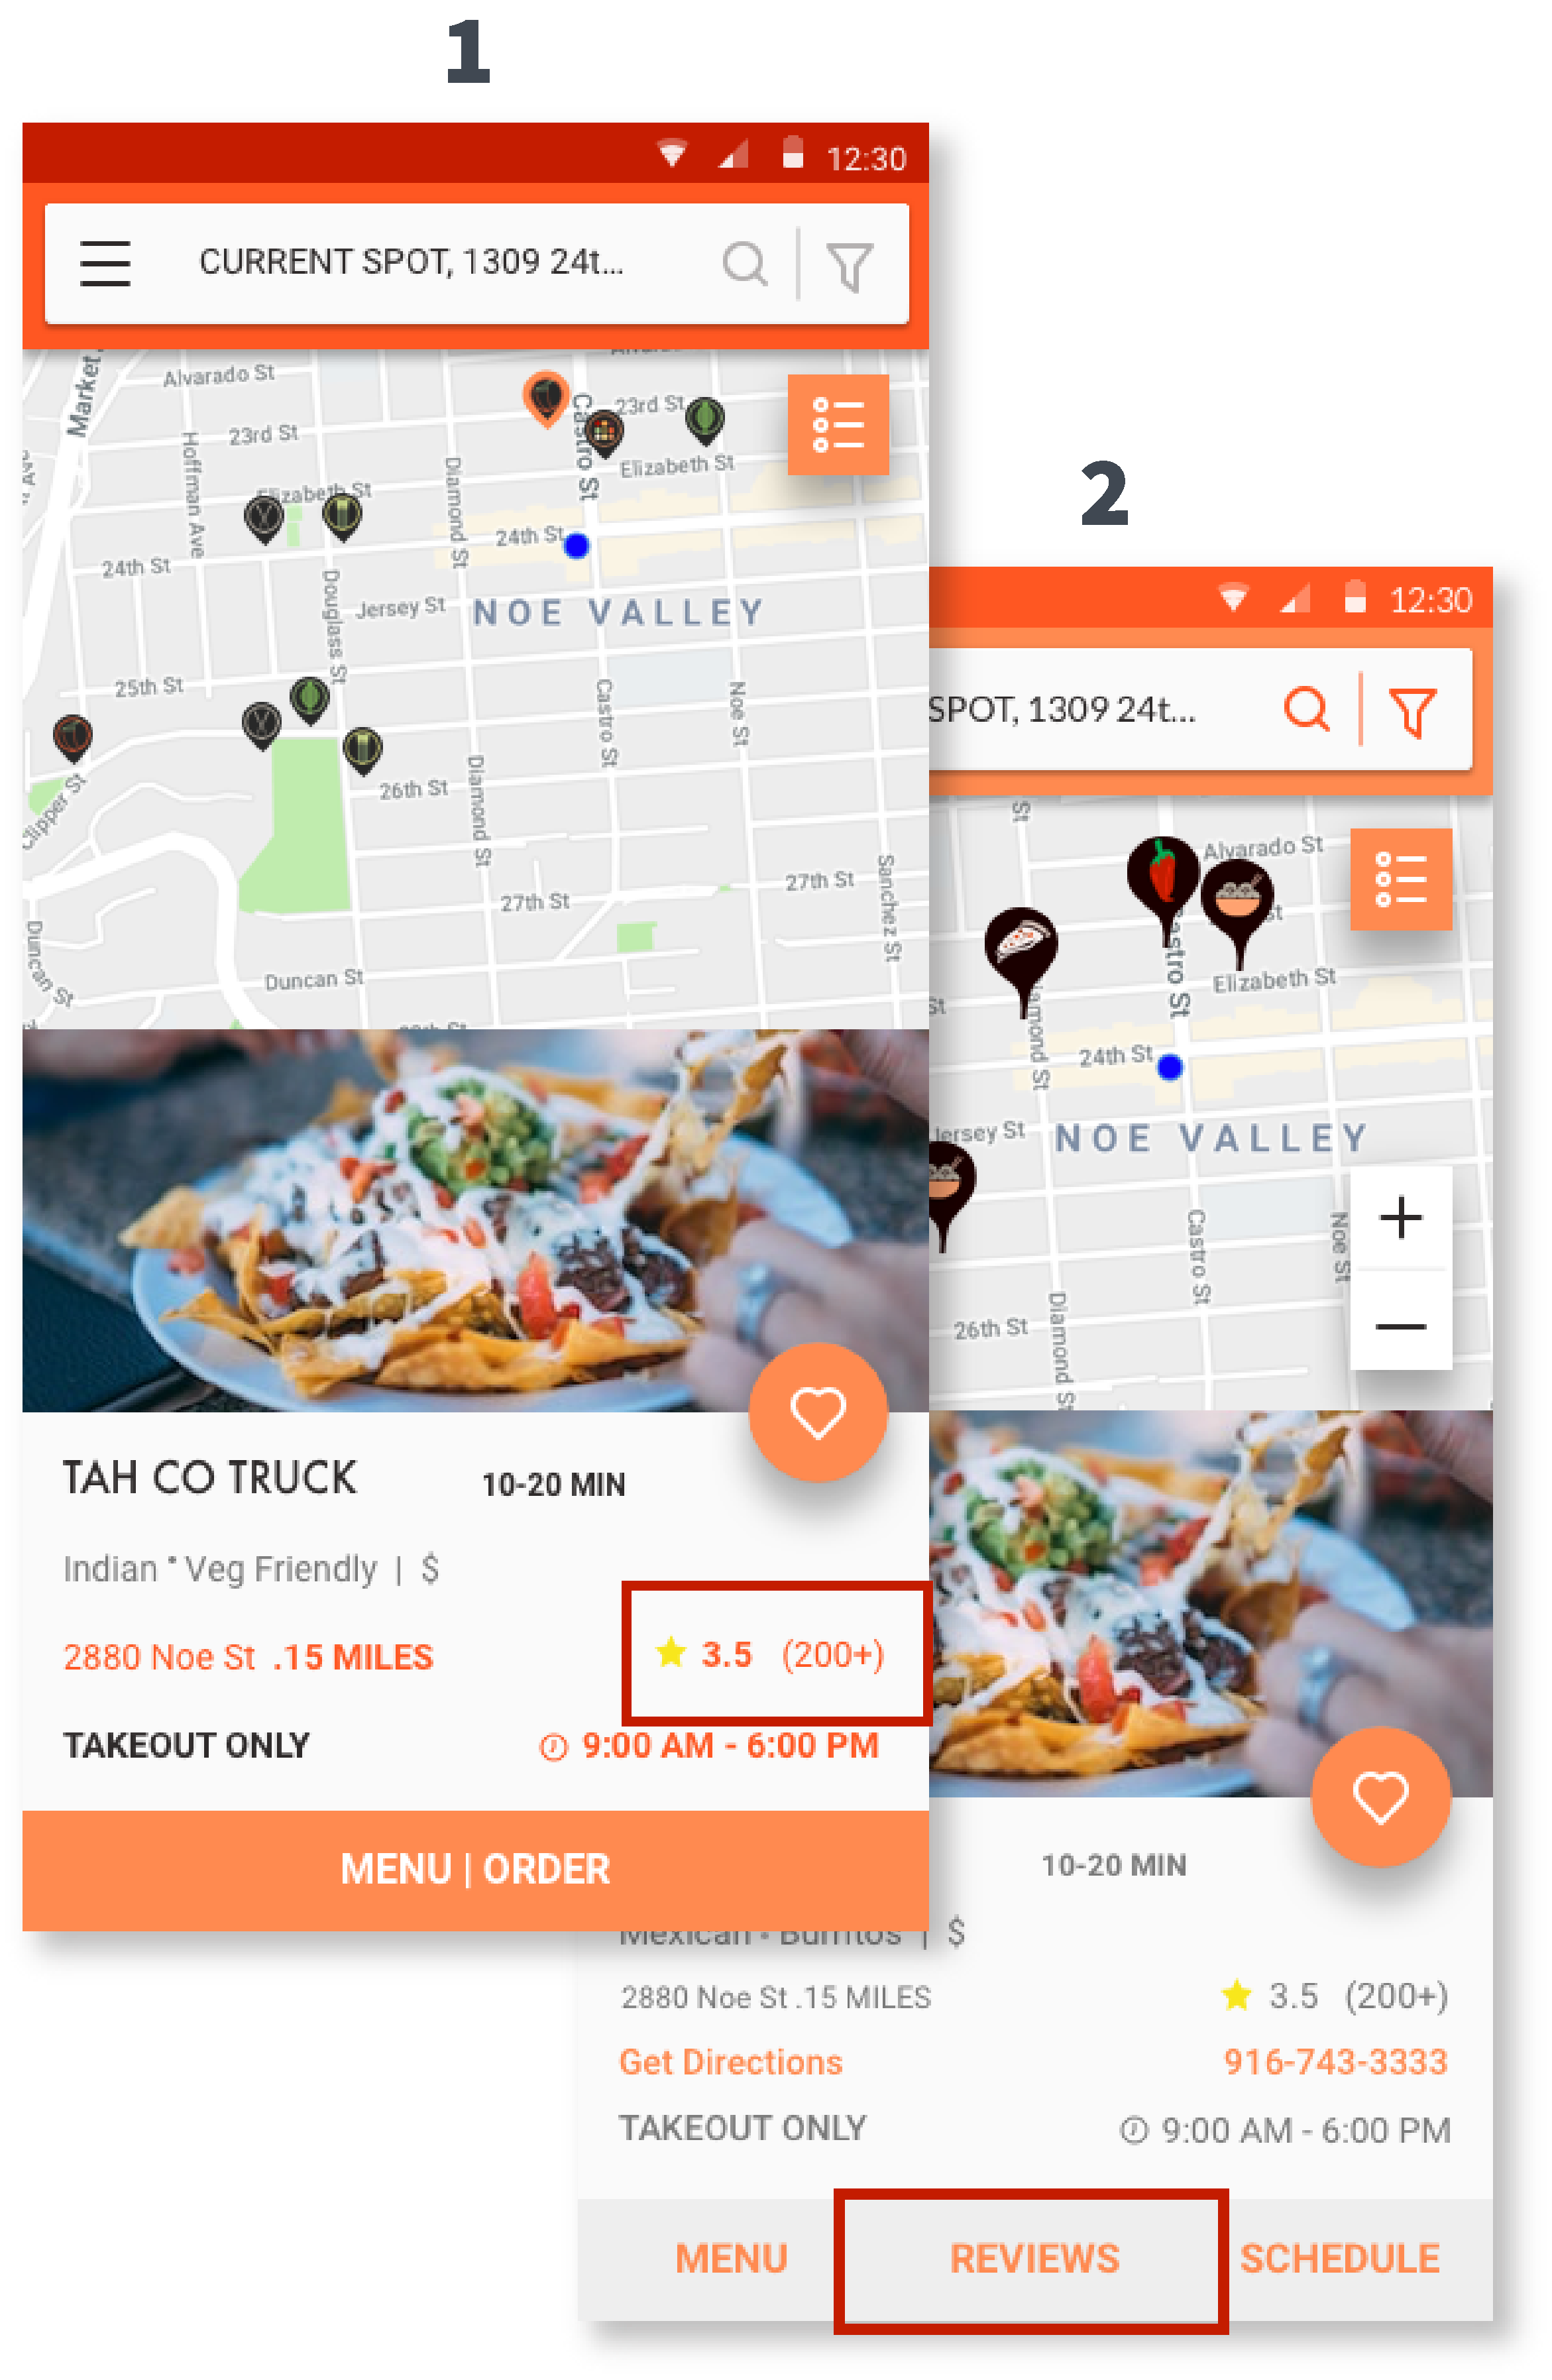 1
12:30
CURRENT SPOT, 1309 24t...
Market
Alvarado St
23rd St
23rd St
Castro St
Hoffman Ave
Diamond St
Elizabeth St
Elizabeth St
24th St
24th St
Douglass St
Jersey St
NOE VALLEY
25th St
Castro St
Noe St
Clipper St
26th St
Diamond St
27th St
27th St
Sanchez St
Duncan St
Duncan St
TAH CO TRUCK
10-20 MIN
Indian • Veg Friendly | $
2880 Noe St .15 MILES
3.5 (200+)
TAKEOUT ONLY
9:00 AM - 6:00 PM
MENU | ORDER
2
12:30
SPOT, 1309 24t...
St
Alvarado St
St
Elizabeth St
24th St
Jersey St
NOE VALLEY
Castro St
Noe St
26th St
Diamond St
10-20 MIN
Mexican • Burritos | $
2880 Noe St .15 MILES
3.5 (200+)
Get Directions
916-743-3333
TAKEOUT ONLY
9:00 AM - 6:00 PM
MENU
REVIEWS
SCHEDULE